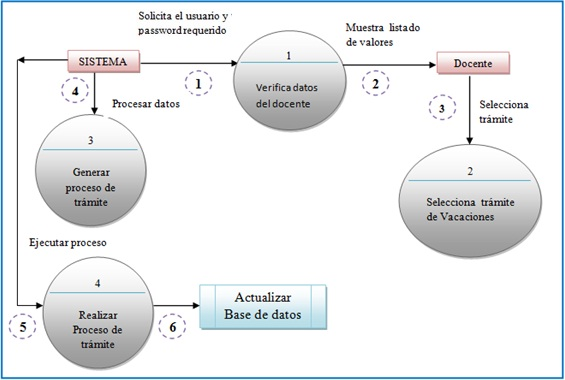 Solicita el usuario y
password requerido
Muestra listado
de valores
SISTEMA
1
1
Verifica datos
del docente
2
Docente
4
Procesar datos
3
Selecciona
trámite
3
Generar
proceso de
trámite
2
Selecciona trámite
de Vacaciones
Ejecutar proceso
4
Realizar
Proceso de
trámite
5
6
Actualizar
Base de datos